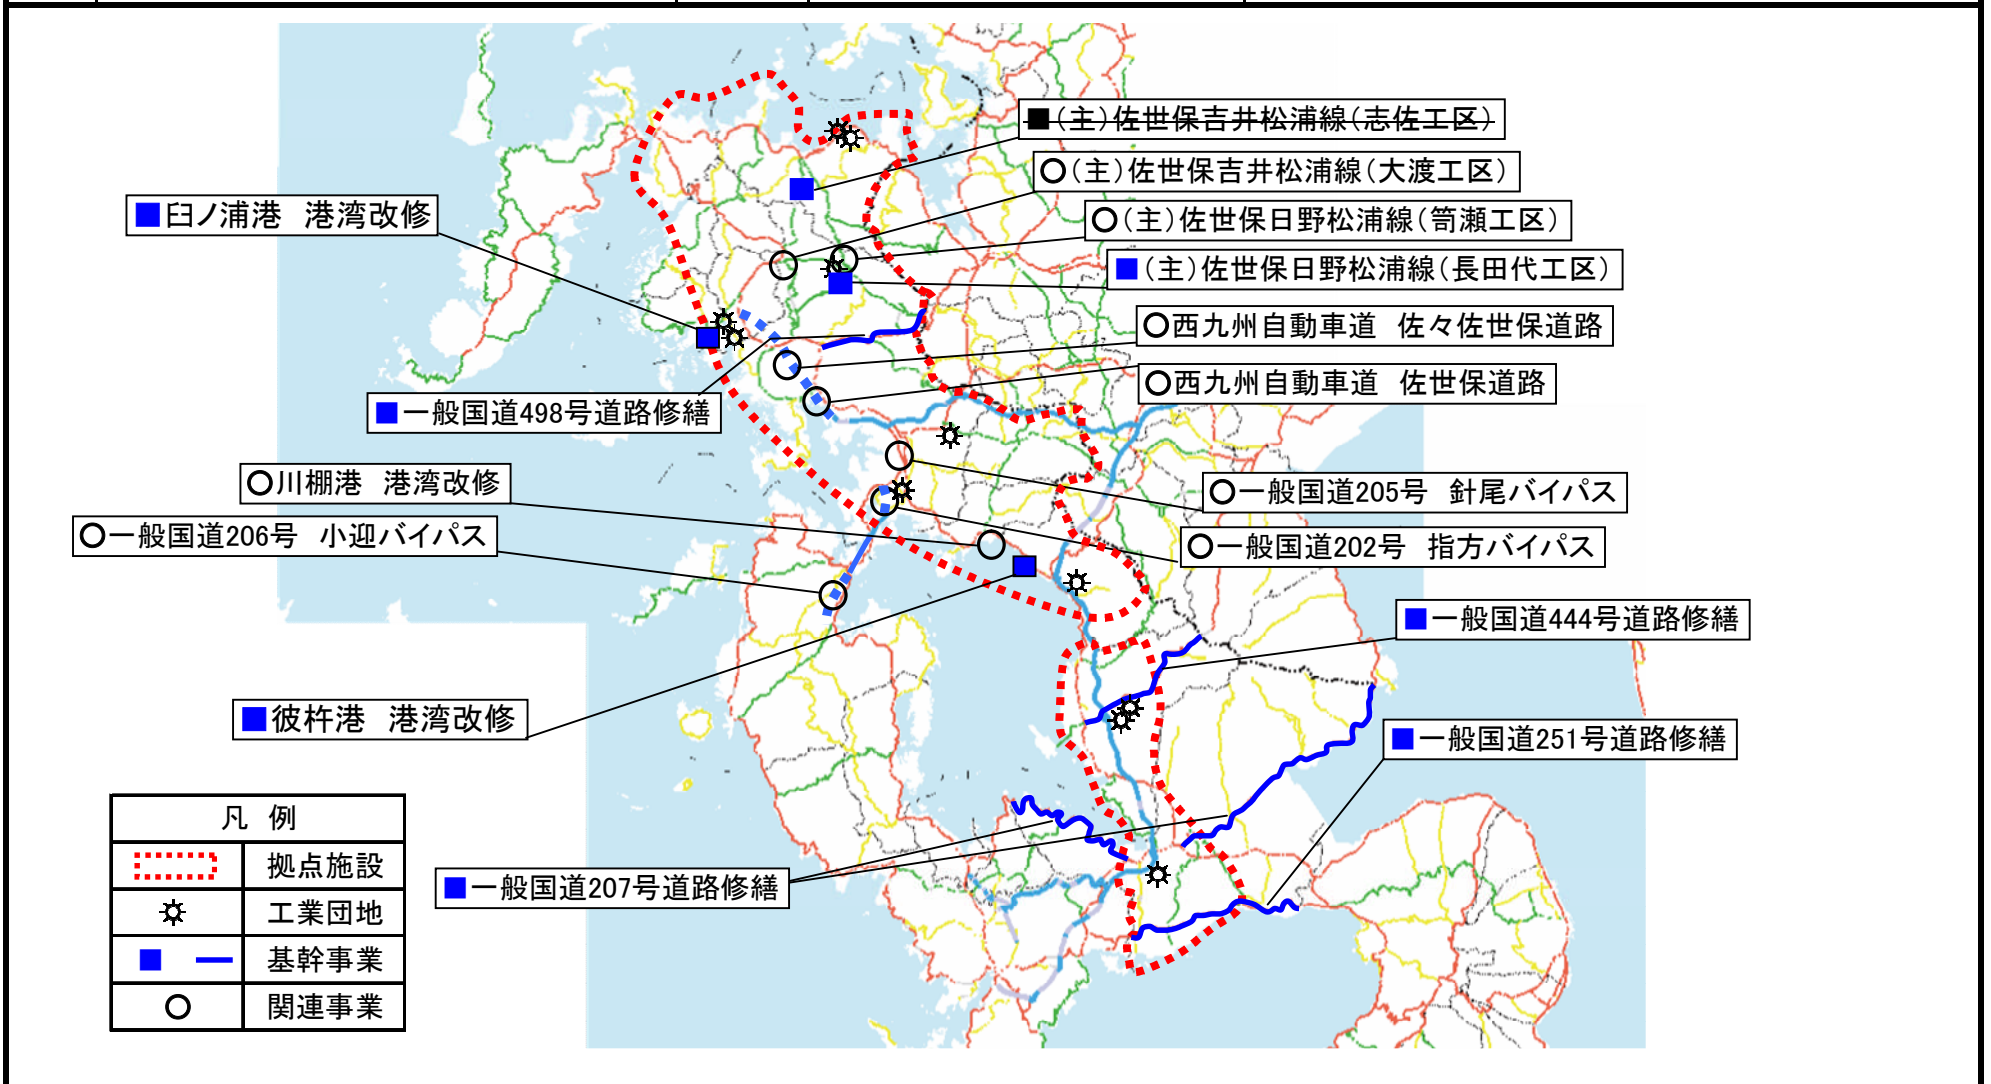 ■(主)佐世保吉井松浦線(志佐工区)
○(主)佐世保吉井松浦線(大渡工区)
■臼ノ浦港　港湾改修
○(主)佐世保日野松浦線(筒瀬工区)
■(主)佐世保日野松浦線(長田代工区)
○西九州自動車道　佐々佐世保道路
○西九州自動車道　佐世保道路
■一般国道498号道路修繕
○川棚港　港湾改修
○一般国道205号　針尾バイパス
○一般国道206号　小迎バイパス
○一般国道202号　指方バイパス
■一般国道444号道路修繕
■彼杵港　港湾改修
■一般国道251号道路修繕
■一般国道207号道路修繕
凡 例
拠点施設
工業団地
基幹事業
関連事業